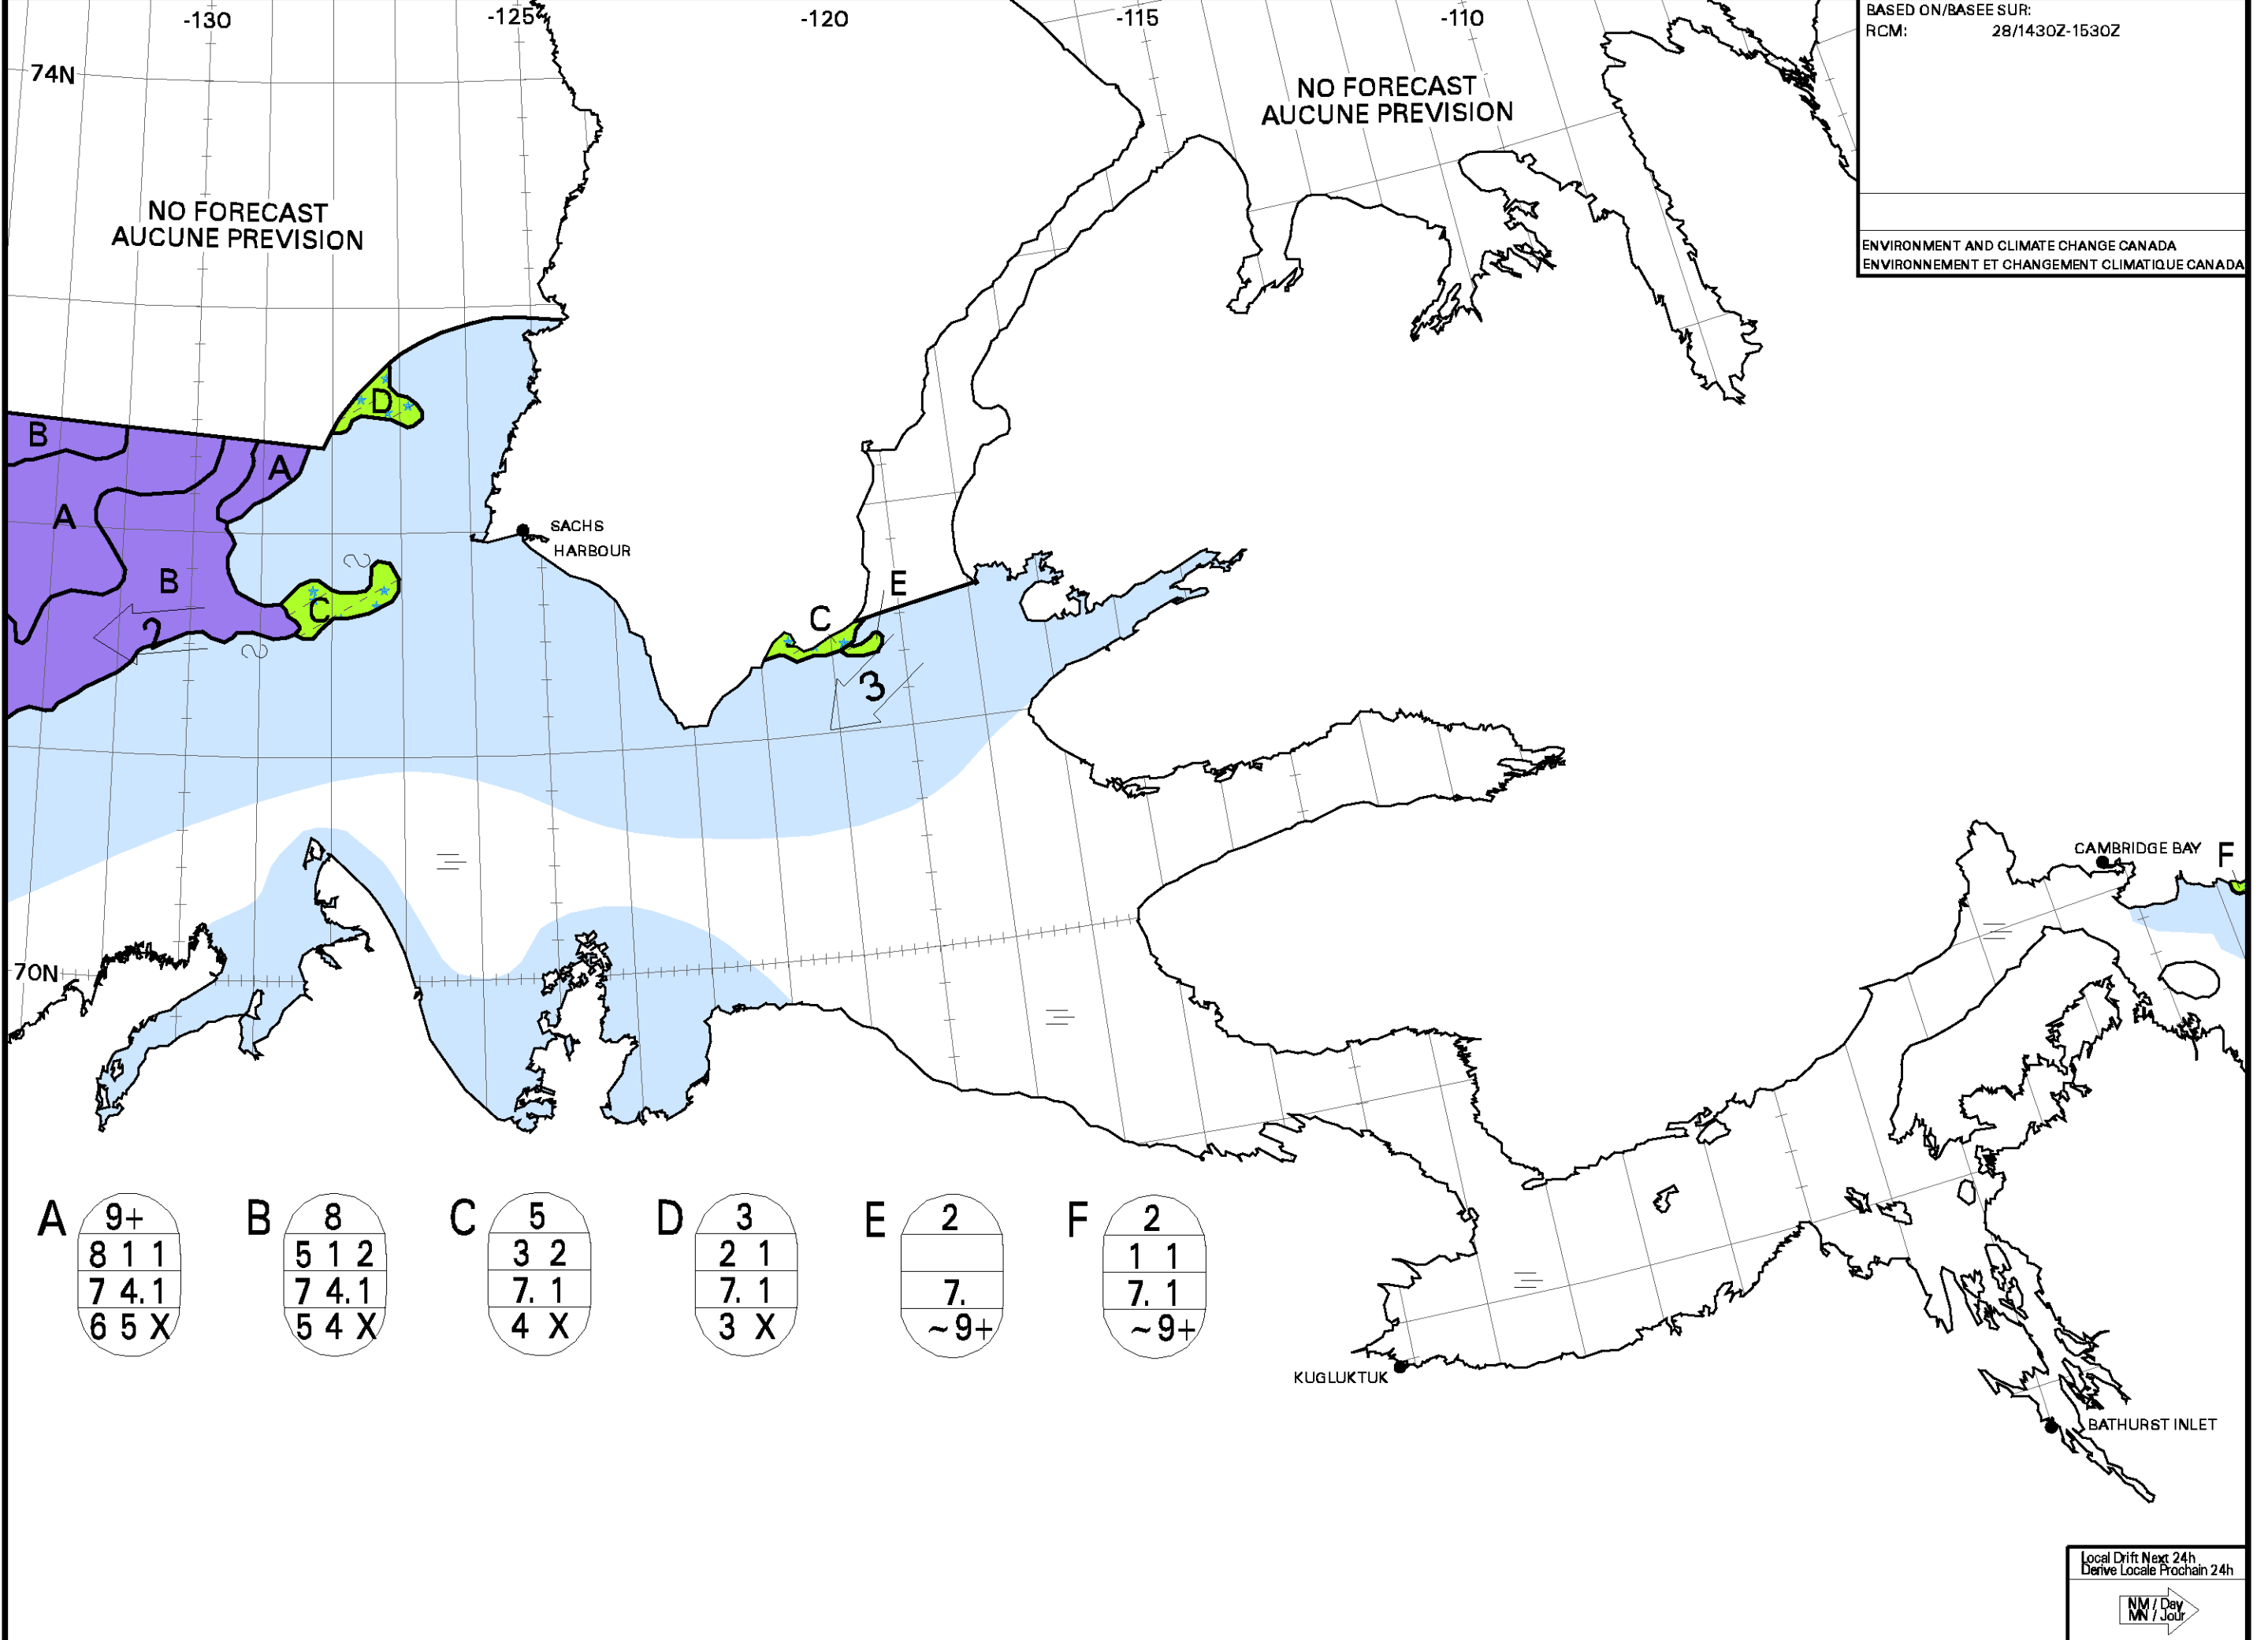 -130
-125
-120
-115
-110
BASED ON/BASEE SUR:
RCM: 28/1430Z-1530Z
74N
NO FORECAST
AUCUNE PREVISION
NO FORECAST
AUCUNE PREVISION
ENVIRONMENT AND CLIMATE CHANGE CANADA
ENVIRONNEMENT ET CHANGEMENT CLIMATIQUE CANADA
D
B
A
A
SACHS
HARBOUR
B
E
C
C
2
3
CAMBRIDGE BAY
F
70N
A
9+
8 1 1
7 4.1
6 5 X
B
8
5 1 2
7 4.1
5 4 X
C
5
3 2
7. 1
4 X
D
3
2 1
7. 1
3 X
E
2
7.
~9+
F
2
1 1
7. 1
~9+
KUGLUKTUK
BATHURST INLET
Local Drift Next 24h
Derive Locale Prochain 24h
NM / Day
MN / Jour